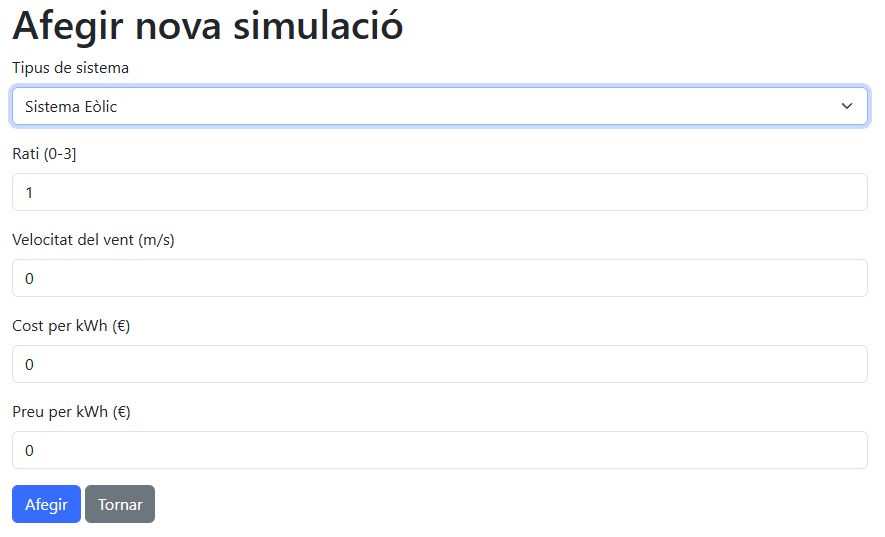 Afegir nova simulació
Tipus de sistema
Sistema Eòlic
Rati (0-3]
1
Velocitat del vent (m/s)
0
Cost per kWh (€)
0
Preu per kWh (€)
0
Afegir Tornar